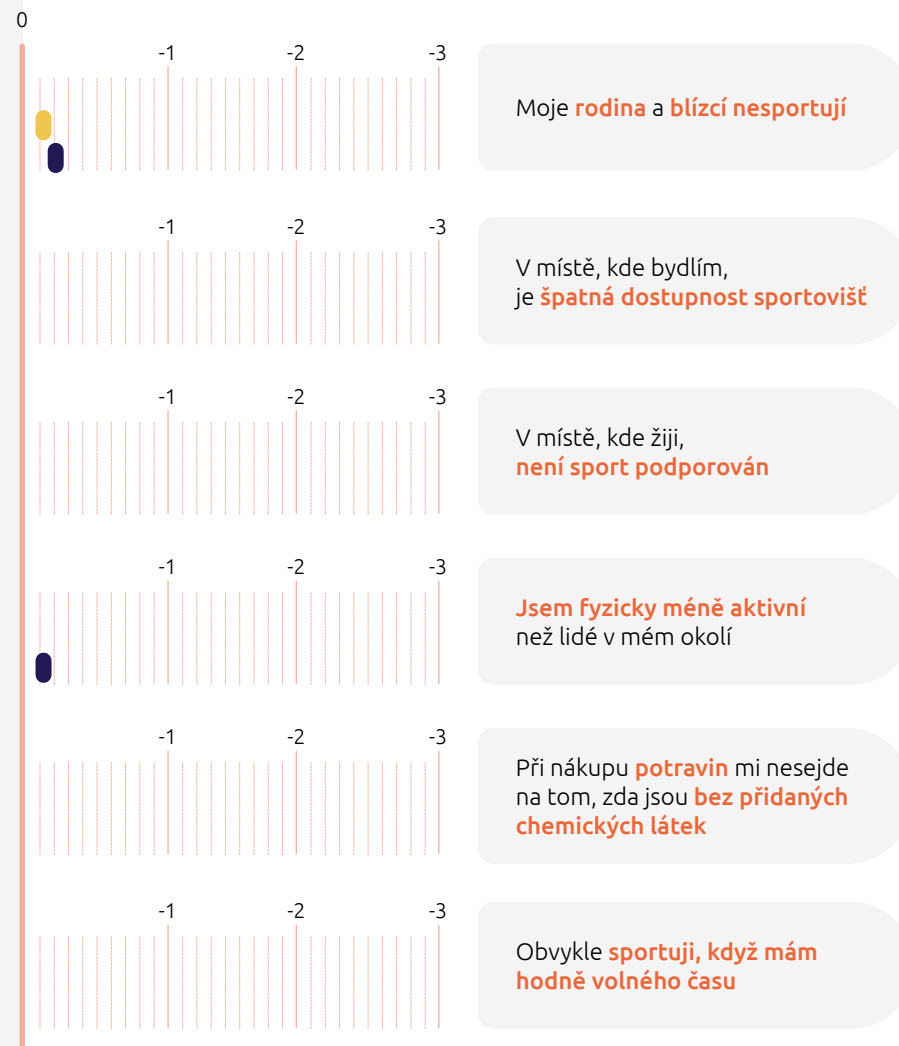 0
-1 -2 -3
Moje rodina a blízcí nesportují
-1 -2 -3
V místě, kde bydlím,
je špatná dostupnost sportovišť
-1 -2 -3
V místě, kde žiji,
není sport podporován
-1 -2 -3
Jsem fyzicky méně aktivní
než lidé v mém okolí
-1 -2 -3
Při nákupu potravin mi nesejde
na tom, zda jsou bez přidaných
chemických látek
-1 -2 -3
Obvykle sportuji, když mám
hodně volného času